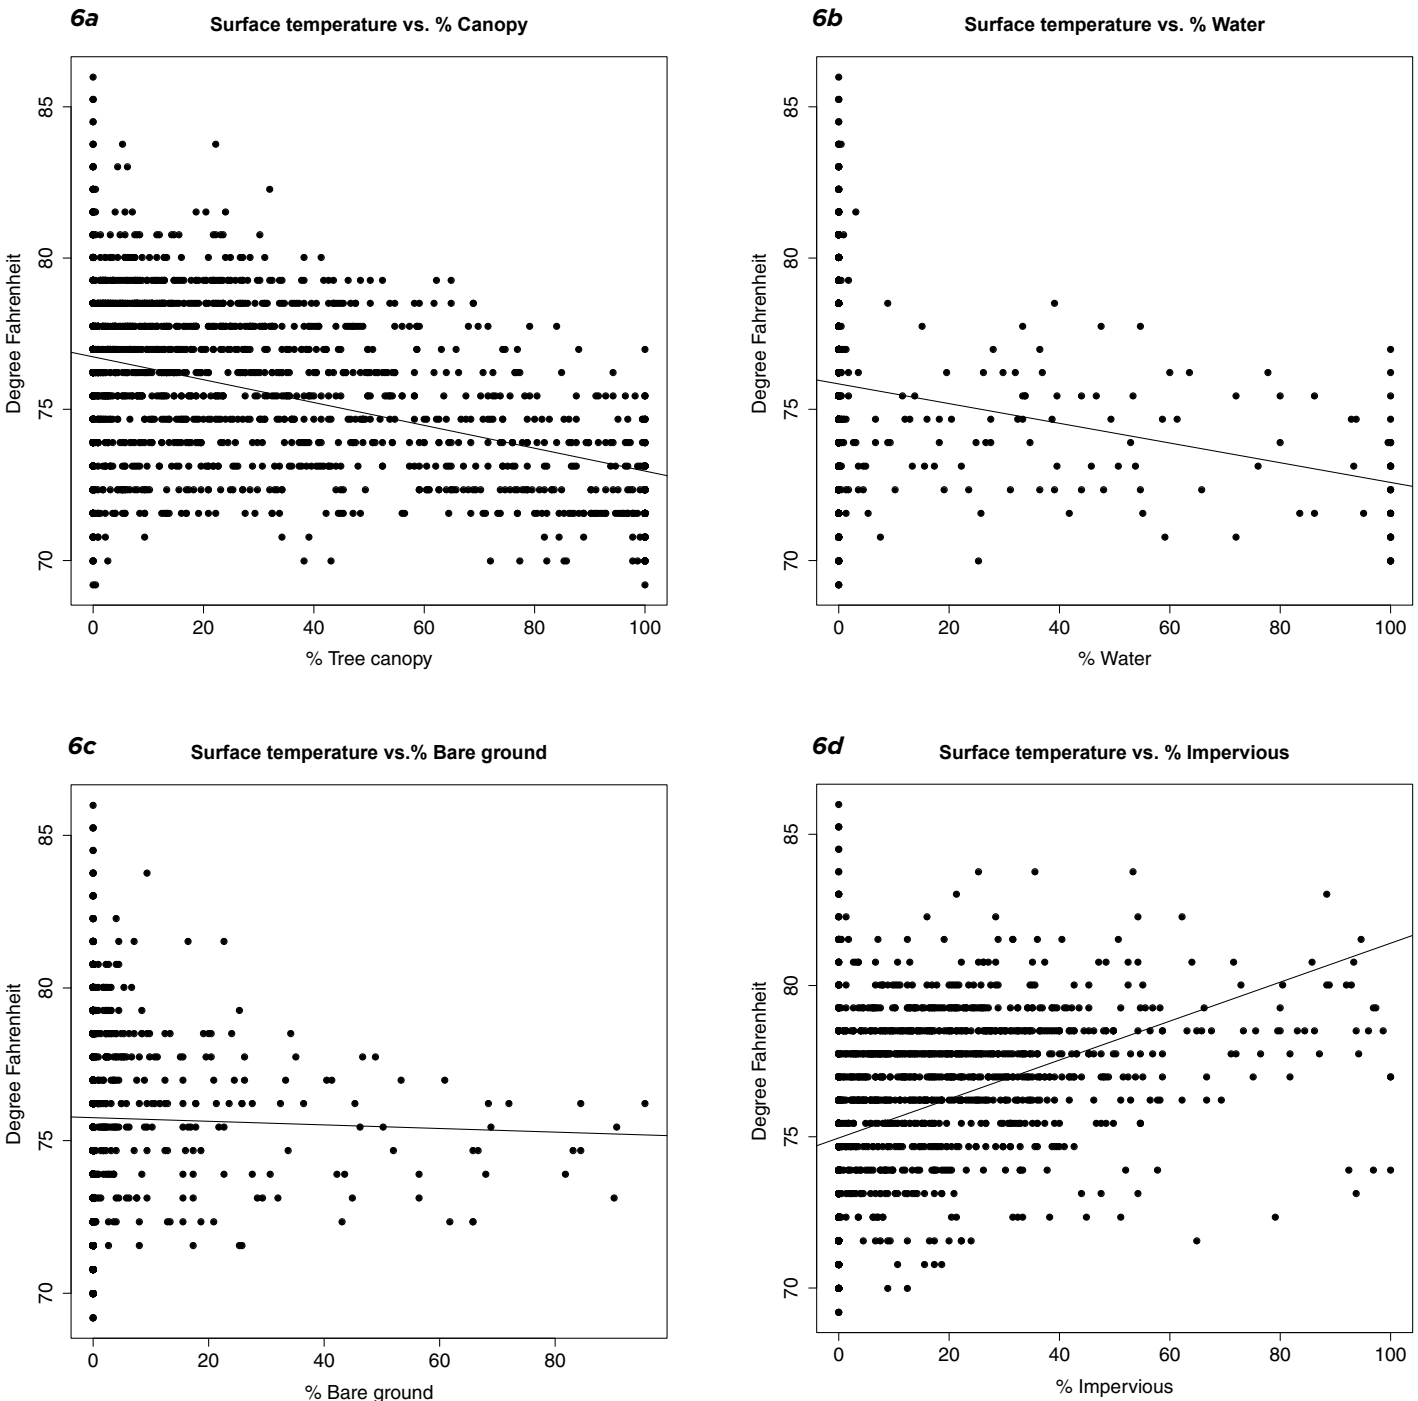 6a
Surface temperature vs. % Canopy
85
80
75
70
Degree Fahrenheit
0 20 40 60 80 100
% Tree canopy
6b
Surface temperature vs. % Water
85
80
75
70
Degree Fahrenheit
0 20 40 60 80 100
% Water
6c
Surface temperature vs.% Bare ground
85
80
75
70
Degree Fahrenheit
0 20 40 60 80
% Bare ground
6d
Surface temperature vs. % Impervious
85
80
75
70
Degree Fahrenheit
0 20 40 60 80 100
% Impervious